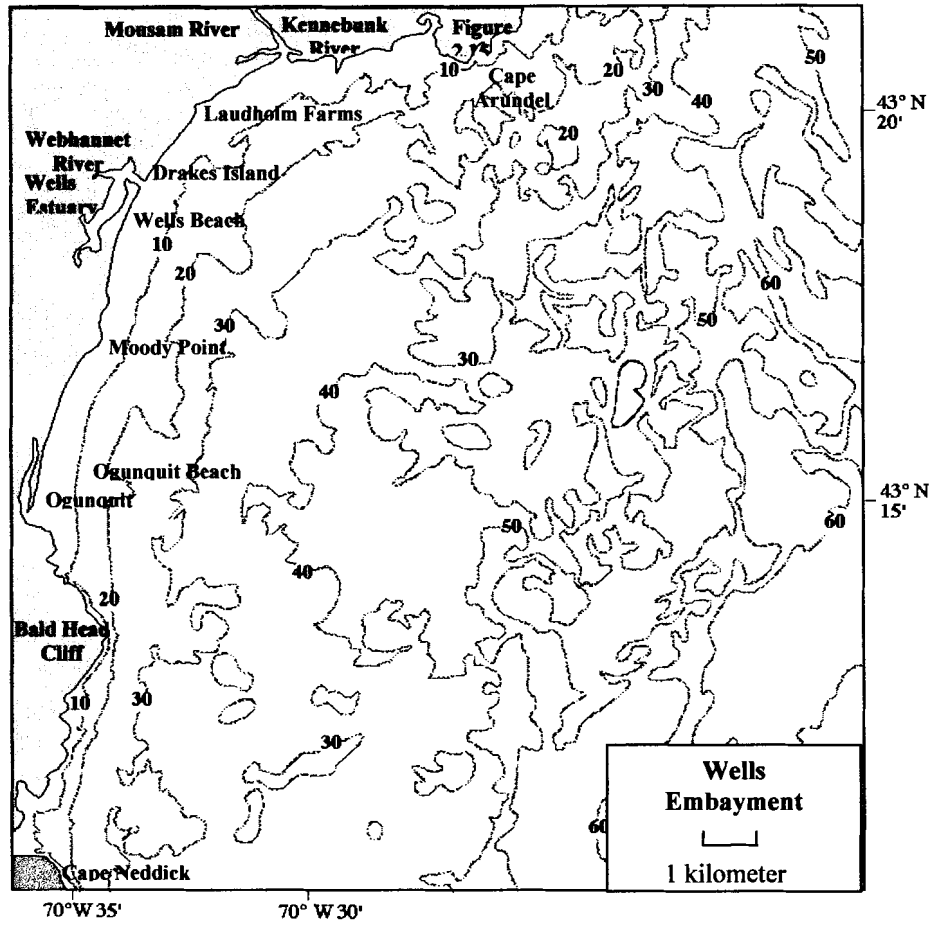 Mousam River
Kennebunk
River
Figure
2.15
10
Cape
Arundel
20
30
40
50
43° N
20'
Laudholm Farms
20
Webhannet
River
Wells
Estuary
Drakes Island
Wells Beach
10
20
30
60
50
Moody Point
30
40
Ogunquit Beach
Ogunquit
43° N
15'
50
60
40
20
Bald Head
Cliff
10
30
30
Wells
Embayment
1 kilometer
60
Cape Neddick
70° W 35'
70° W 30'